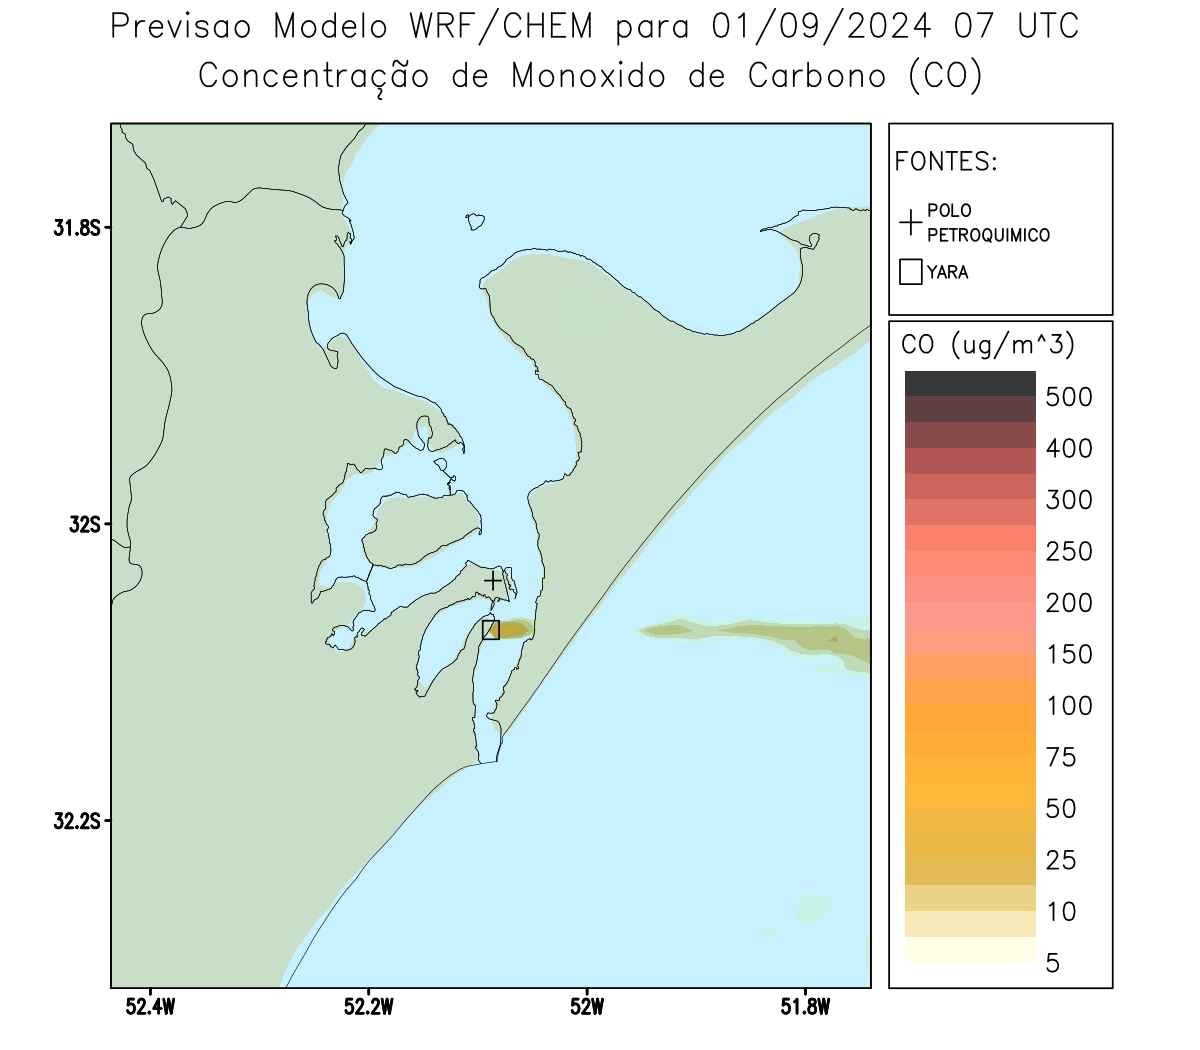 Previsao Modelo WRF/CHEM para 01/09/2024 07 UTC
Concentração de Monoxido de Carbono (CO)
FONTES:
POLO
PETROQUIMICO
YARA
CO (ug/m^3)
500
400
300
250
200
150
100
75
50
25
10
5
31.8S
32S
32.2S
52.4W
52.2W
52W
51.8W